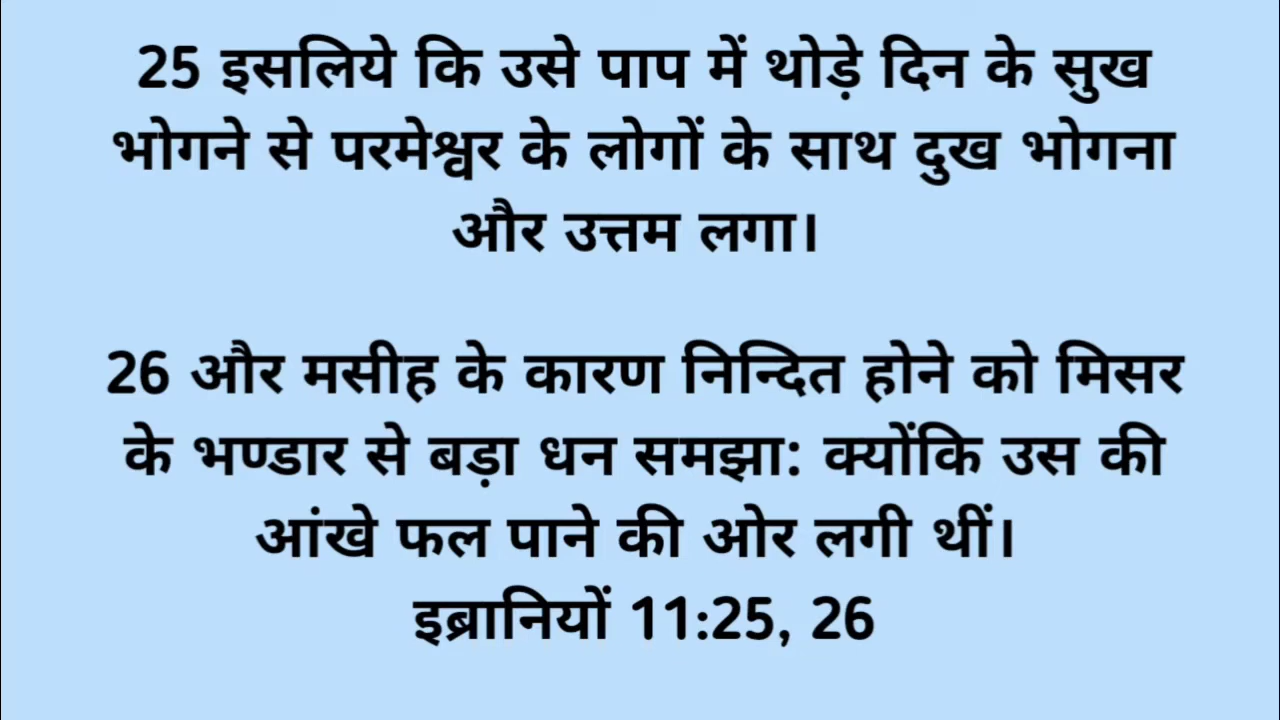 25 इसलिये कि उसे पाप में थोड़े दिन के सुख
भोगने से परमेश्वर के लोगों के साथ दुख भोगना
और उत्तम लगा।
26 और मसीह के कारण निन्दित होने को मिसर
के भण्डार से बड़ा धन समझा: क्योंकि उस की
आंखे फल पाने की ओर लगी थीं।
इब्रानियों 11:25, 26